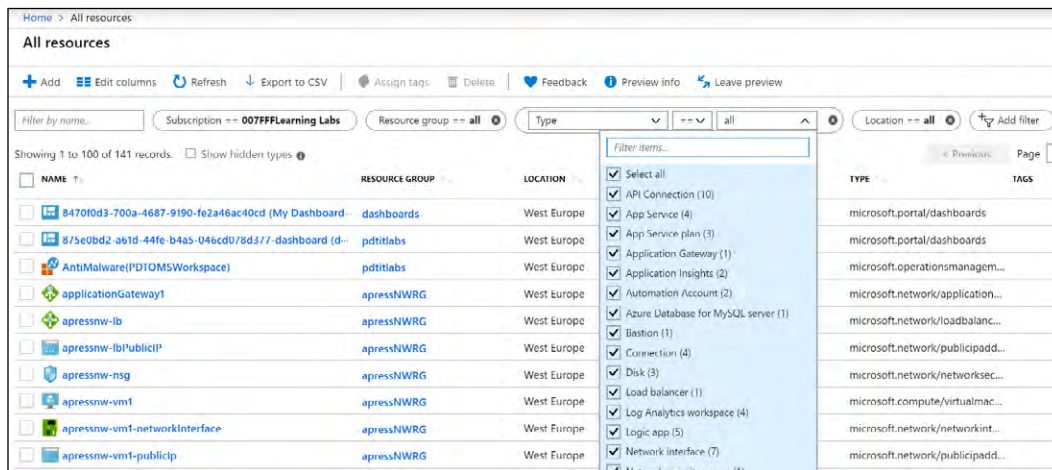 Home > All resources
All resources
Add Edit columns Refresh Export to CSV Assign tags Delete Feedback Preview info Leave preview
Filter by name... Subscription == 007FFFLearning Labs Resource group == all Type == all Location == all Add filter
Filter items...
Showing 1 to 100 of 141 records. Show hidden types « Previous Page
NAME RESOURCE GROUP LOCATION TYPE TAGS
Select all
API Connection (10)
App Service (4)
App Service plan (3)
Application Gateway (1)
Application Insights (2)
Automation Account (2)
Azure Database for MySQL server (1)
Bastion (1)
Connection (4)
Disk (3)
Load balancer (1)
Log Analytics workspace (4)
Logic app (5)
Network interface (7)
8470f0d3-700a-4687-9190-fe2a46ac40cd (My Dashboard- dashboards West Europe microsoft.portal/dashboards
875e0bd2-a61d-44fe-b4a5-046cd078d377-dashboard (d... pdtitlabs West Europe microsoft.portal/dashboards
AntiMalware(PDTOMSWorkspace) pdtitlabs West Europe microsoft.operationsmanagem...
applicationGateway1 apressNWRG West Europe microsoft.network/application...
apressnw-lb apressNWRG West Europe microsoft.network/loadbalanc...
apressnw-lbPublicIP apressNWRG West Europe microsoft.network/publicipadd...
apressnw-nsg apressNWRG West Europe microsoft.network/networksec...
apressnw-vm1 apressNWRG West Europe microsoft.compute/virtualmac...
apressnw-vm1-networkInterface apressNWRG West Europe microsoft.network/networkint...
apressnw-vm1-publicIp apressNWRG West Europe microsoft.network/publicipadd...